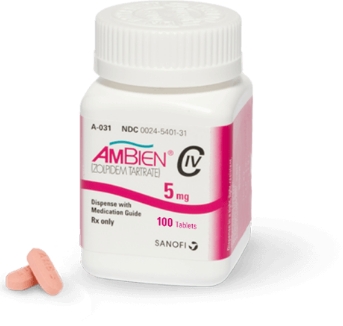 A-031 NDC 0024-5401-31
AMBIEN® CIV
(ZOLPIDEM TARTRATE)
5 mg
Dispense with
Medication Guide
Rx only
100 Tablets
SANOFI